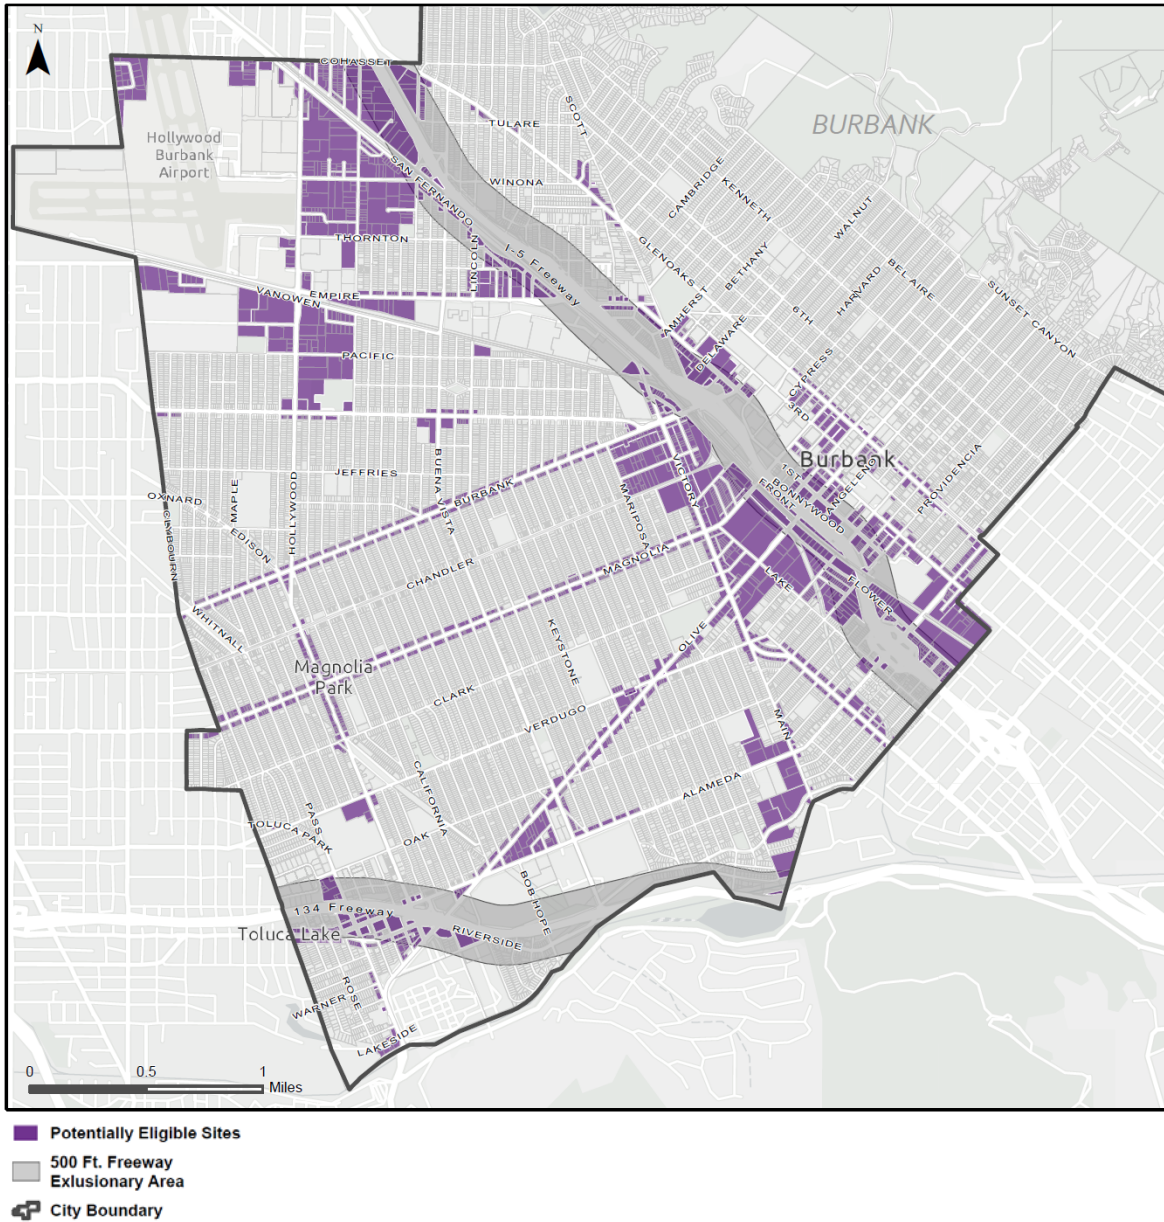 N
COHASSET
Hollywood
Burbank
Airport
TULARE
SCOTT
BURBANK
SAN FERNANDO
WINONA
CAMBRIDGE
KENNETH
WALNUT
THORNTON
LINCOLN
I-5 Freeway
GLENOAKS
BETHANY
HARVARD
BEL AIRE
SUNSET CANYON
VANOWEN
EMPIRE
AMHERST
DELAWARE
6TH
PACIFIC
CYPRESS
3RD
JEFFRIES
BUENA VISTA
BURBANK
VICTORY
1ST
Burbank
OXNARD
MAPLE
HOLLYWOOD
MARIPOSA
FRONT
BONNYWOOD
ANGELENO
PROVIDENCIA
CLYBOURN
EDISON
CHANDLER
MAGNOLIA
LAKE
FLOWER
WHITNALL
Magnolia
Park
KEYSTONE
OLIVE
CLARK
VERDUGO
MAIN
CALIFORNIA
ALAMEDA
PASS
TOLUCA PARK
OAK
BOB HOPE
134 Freeway
Toluca Lake
RIVERSIDE
WARNER
ROSE
LAKESIDE
0 0.5 1
Miles
Potentially Eligible Sites
500 Ft. Freeway
Exlusionary Area
City Boundary